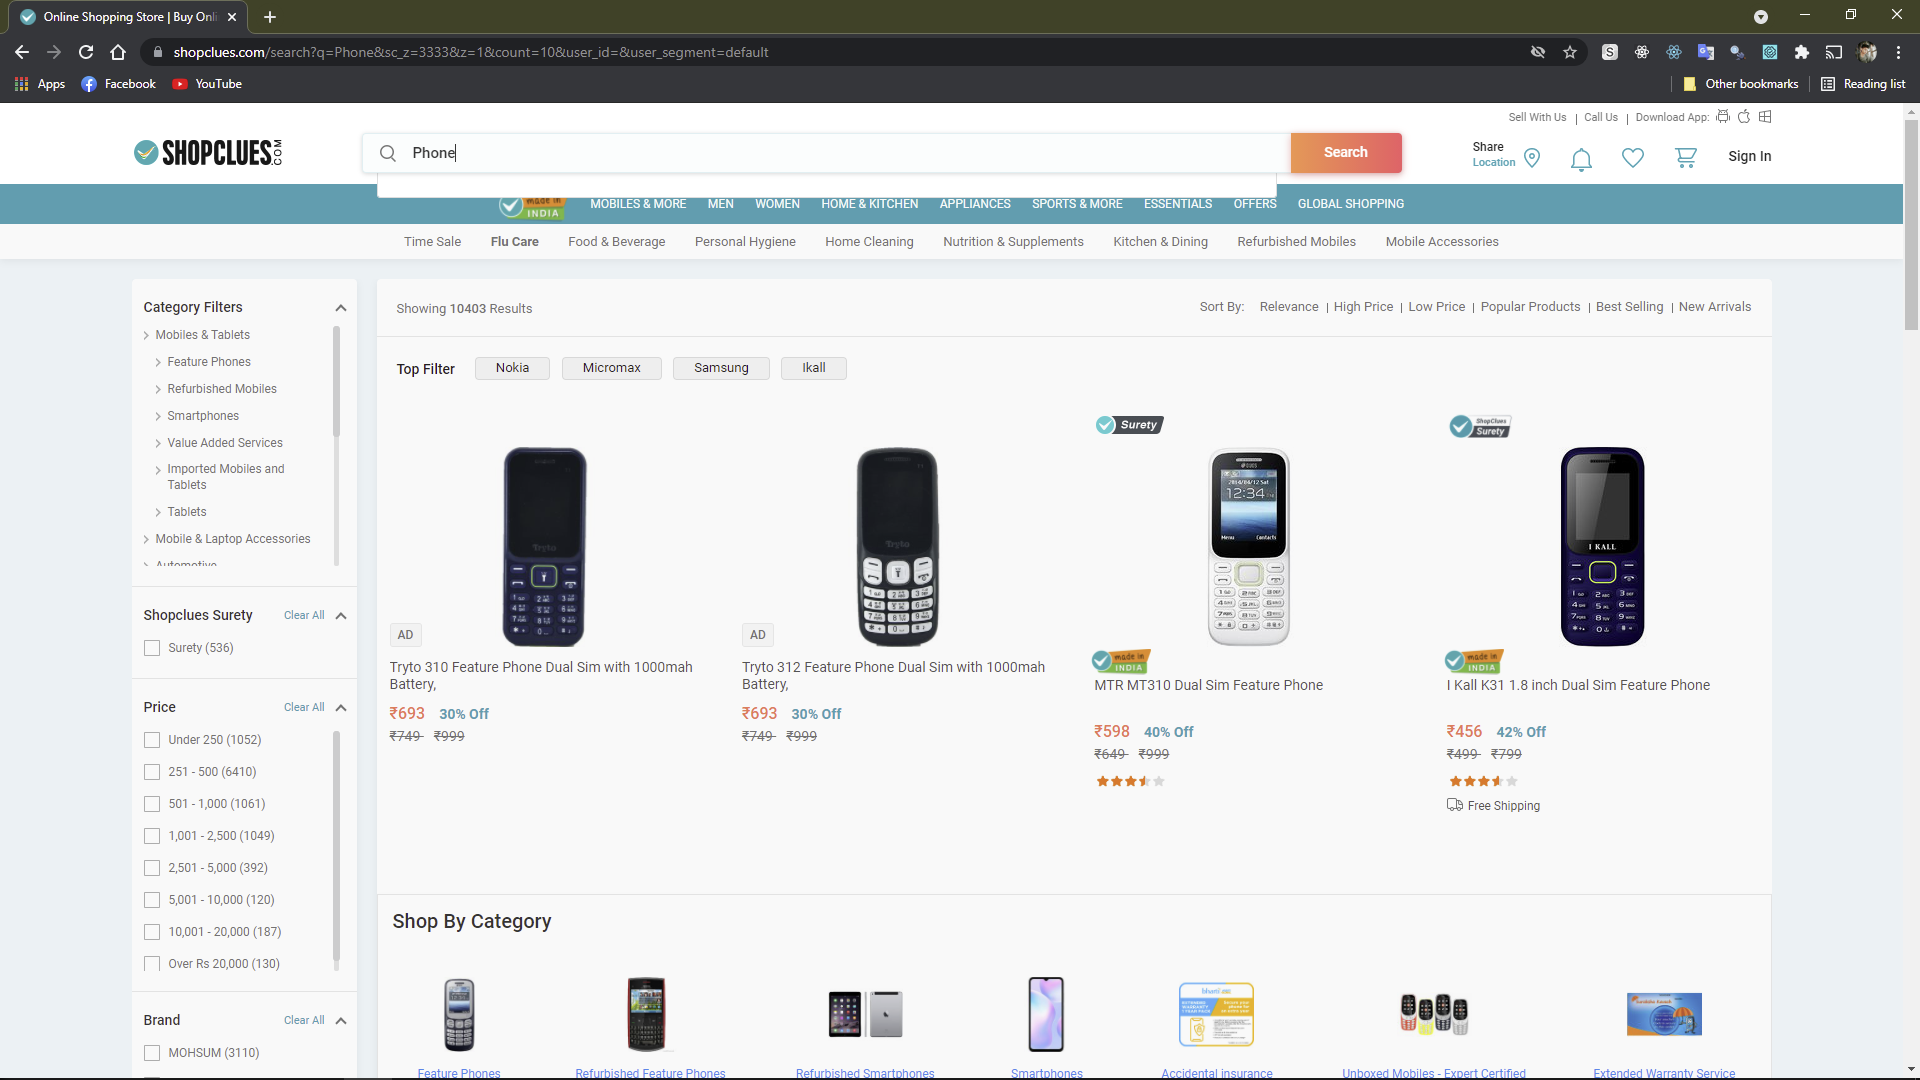 Online Shopping Store | Buy Onli
shopclues.com/search?q=Phone&sc_z=3333&z=1&count=10&user_id=&user_segment=default
Apps
Facebook
YouTube
Other bookmarks
Reading list
Sell With Us | Call Us | Download App:
SHOPCLUES.COM
Phone
Search
Share
Location
Sign In
made in
INDIA
MOBILES & MORE
MEN
WOMEN
HOME & KITCHEN
APPLIANCES
SPORTS & MORE
ESSENTIALS
OFFERS
GLOBAL SHOPPING
Time Sale
Flu Care
Food & Beverage
Personal Hygiene
Home Cleaning
Nutrition & Supplements
Kitchen & Dining
Refurbished Mobiles
Mobile Accessories
Category Filters
Mobiles & Tablets
Feature Phones
Refurbished Mobiles
Smartphones
Value Added Services
Imported Mobiles and
Tablets
Tablets
Mobile & Laptop Accessories
Automotive
Shopclues Surety
Clear All
Surety (536)
Price
Clear All
Under 250 (1052)
251 - 500 (6410)
501 - 1,000 (1061)
1,001 - 2,500 (1049)
2,501 - 5,000 (392)
5,001 - 10,000 (120)
10,001 - 20,000 (187)
Over Rs 20,000 (130)
Brand
Clear All
MOHSUM (3110)
Showing 10403 Results
Sort By: Relevance | High Price | Low Price | Popular Products | Best Selling | New Arrivals
Top Filter
Nokia
Micromax
Samsung
Ikall
Tryto
AD
Tryto 310 Feature Phone Dual Sim with 1000mah
Battery,
₹693 30% Off
₹749 ₹999
Tryto
AD
Tryto 312 Feature Phone Dual Sim with 1000mah
Battery,
₹693 30% Off
₹749 ₹999
Surety
12:34
Menu
Contacts
made in
INDIA
MTR MT310 Dual Sim Feature Phone
₹598 40% Off
₹649 ₹999
ShopClues
Surety
I KALL
made in
INDIA
I Kall K31 1.8 inch Dual Sim Feature Phone
₹456 42% Off
₹499 ₹799
Free Shipping
Shop By Category
Feature Phones
Refurbished Feature Phones
Refurbished Smartphones
Smartphones
Accidental insurance
Unboxed Mobiles - Expert Certified
Extended Warranty Service